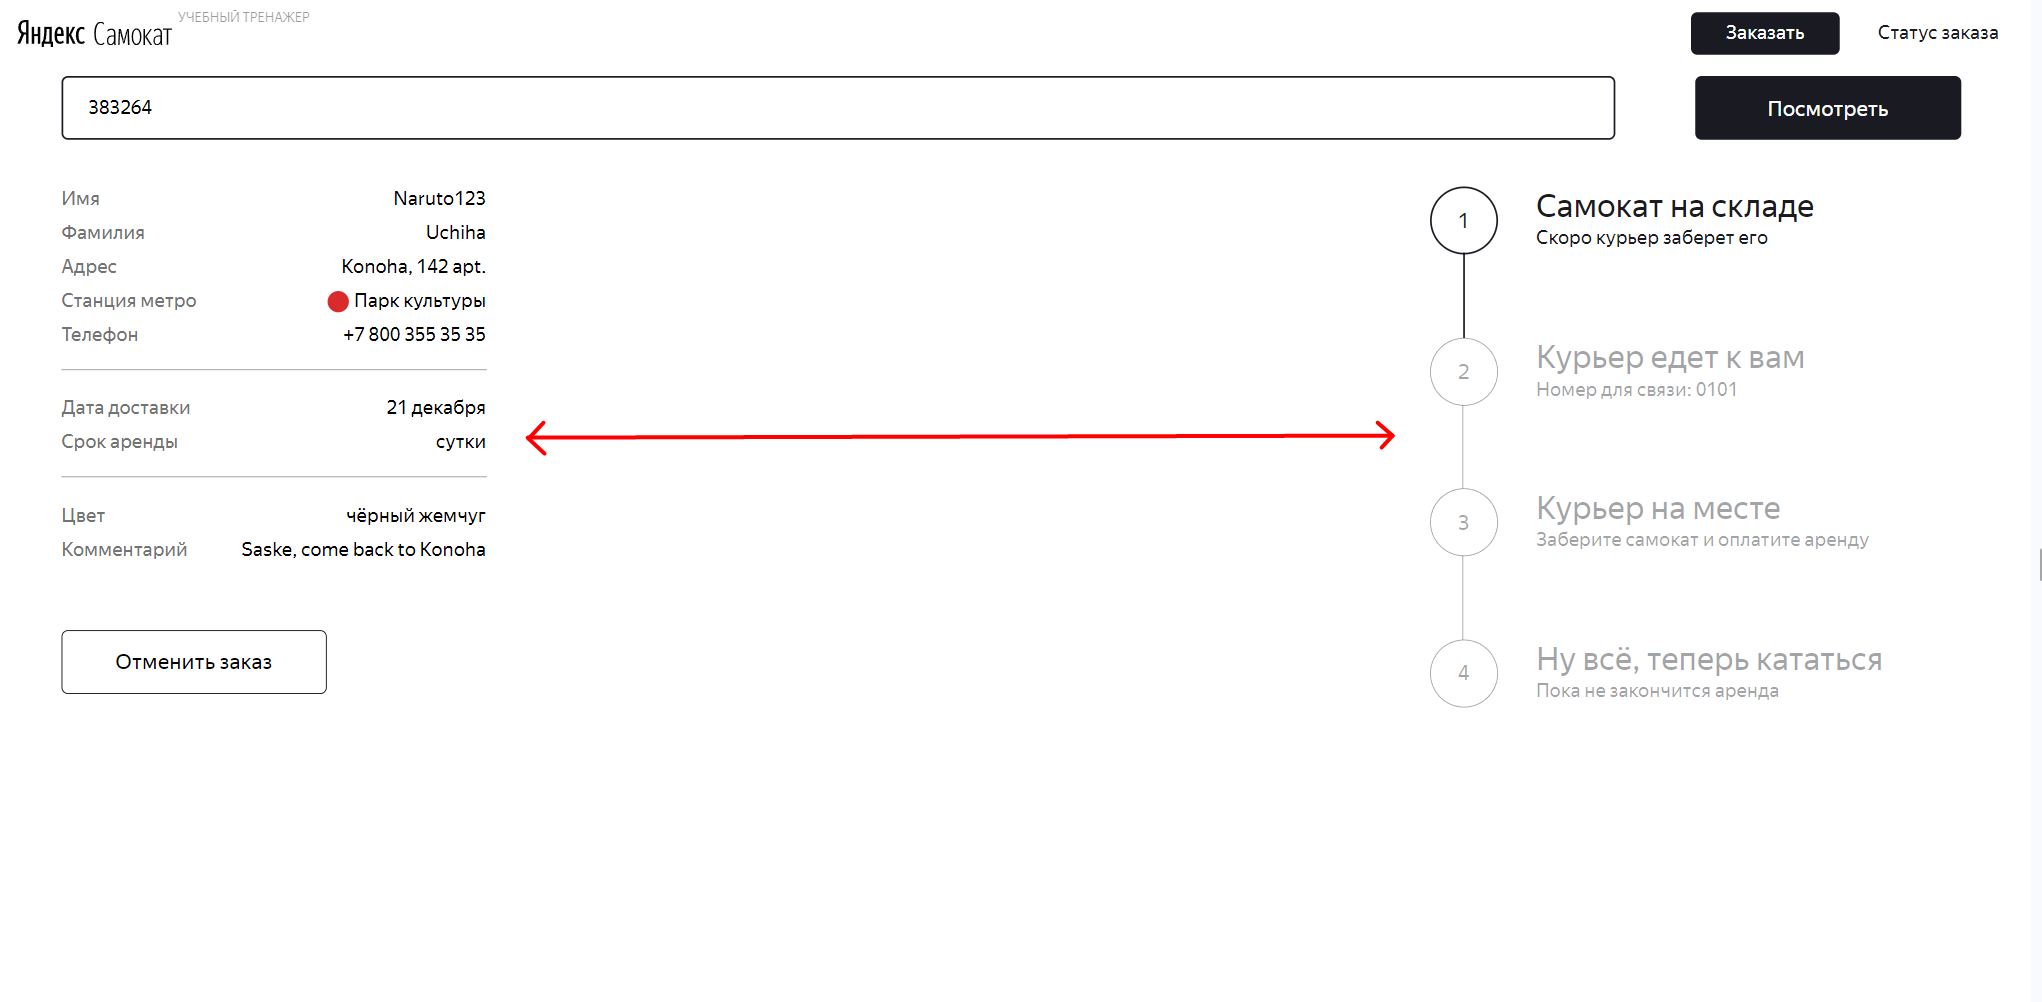 Яндекс Самокат
УЧЕБНЫЙ ТРЕНАЖЕР
Заказать
Статус заказа
383264
Посмотреть
Имя Naruto123
Фамилия Uchiha
Адрес Konoha, 142 apt.
Станция метро Парк культуры
Телефон +7 800 355 35 35
Дата доставки 21 декабря
Срок аренды сутки
Цвет чёрный жемчуг
Комментарий Saske, come back to Konoha
Отменить заказ
1
Самокат на складе
Скоро курьер заберет его
2
Курьер едет к вам
Номер для связи: 0101
3
Курьер на месте
Заберите самокат и оплатите аренду
4
Ну всё, теперь кататься
Пока не закончится аренда